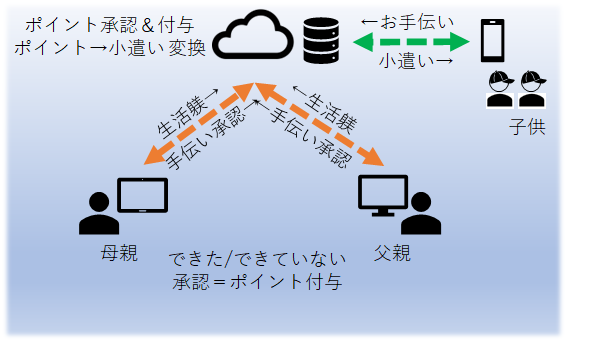 ポイント承認＆付与
ポイント→小遣い 変換
←お手伝い
小遣い→
子供
生活躾→
手伝い承認→
←生活躾
←手伝い承認
母親
父親
できた/できていない
承認＝ポイント付与